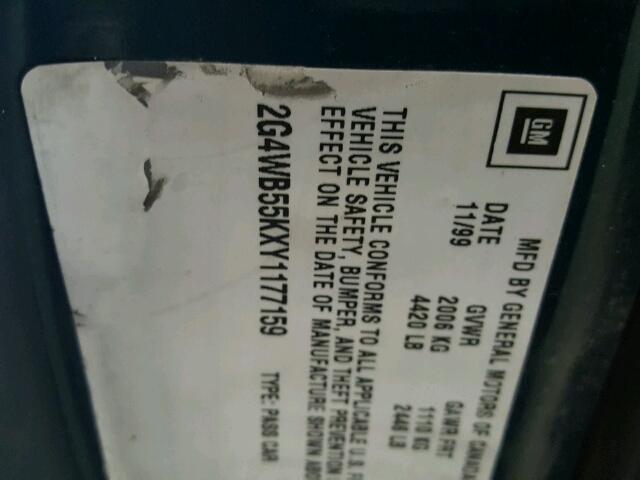 GM
MFD BY GENERAL MOTORS OF
DATE GVWR GAWR FRT
11/99 2006 KG 1110 KG
4420 LB 2448 LB
THIS VEHICLE CONFORMS TO ALL APPLICABLE U.S.
VEHICLE SAFETY, BUMPER, AND THEFT PREVENTION
EFFECT ON THE DATE OF MANUFACTURE SHOWN
2G4WB55KXY1177159 TYPE: PASS CAR